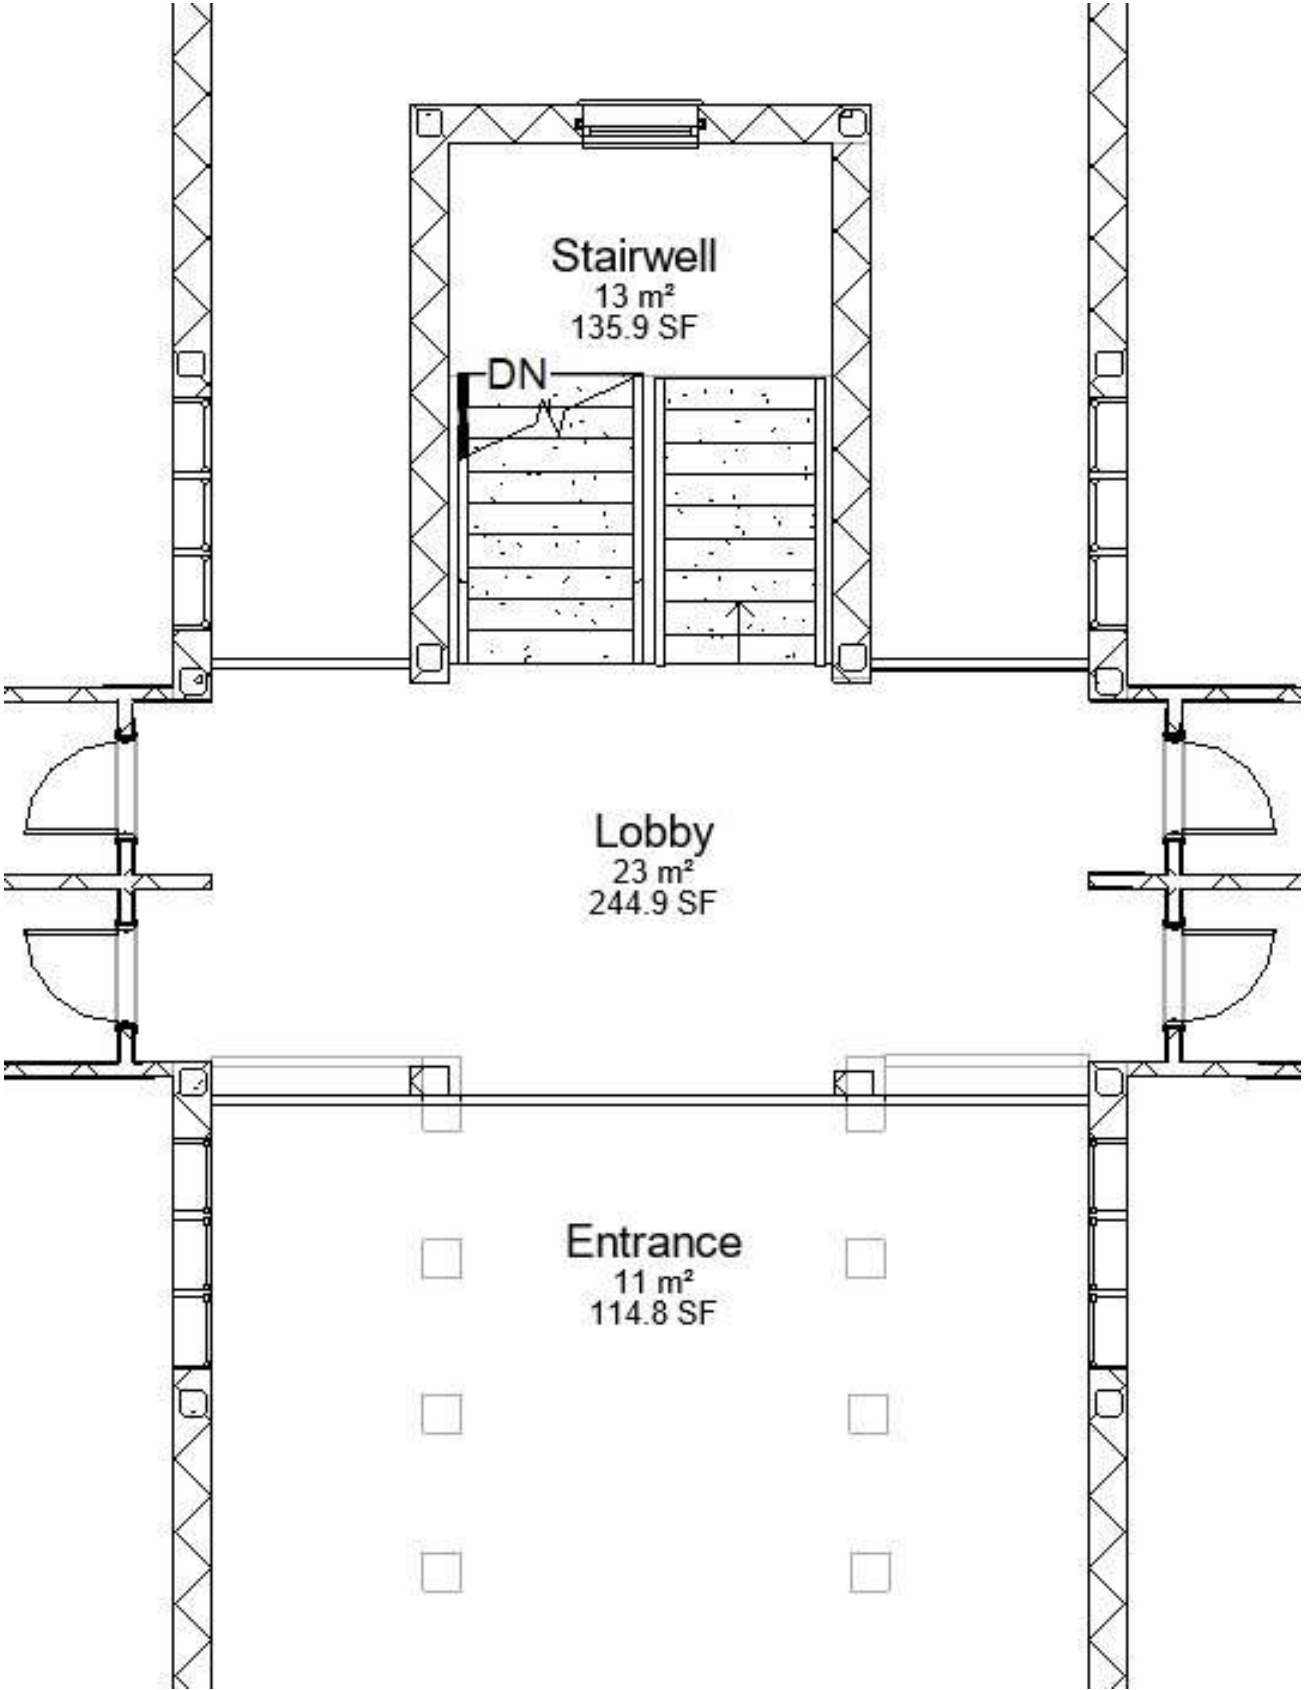 Stairwell
13 m²
135.9 SF
DN
Lobby
23 m²
244.9 SF
Entrance
11 m²
114.8 SF